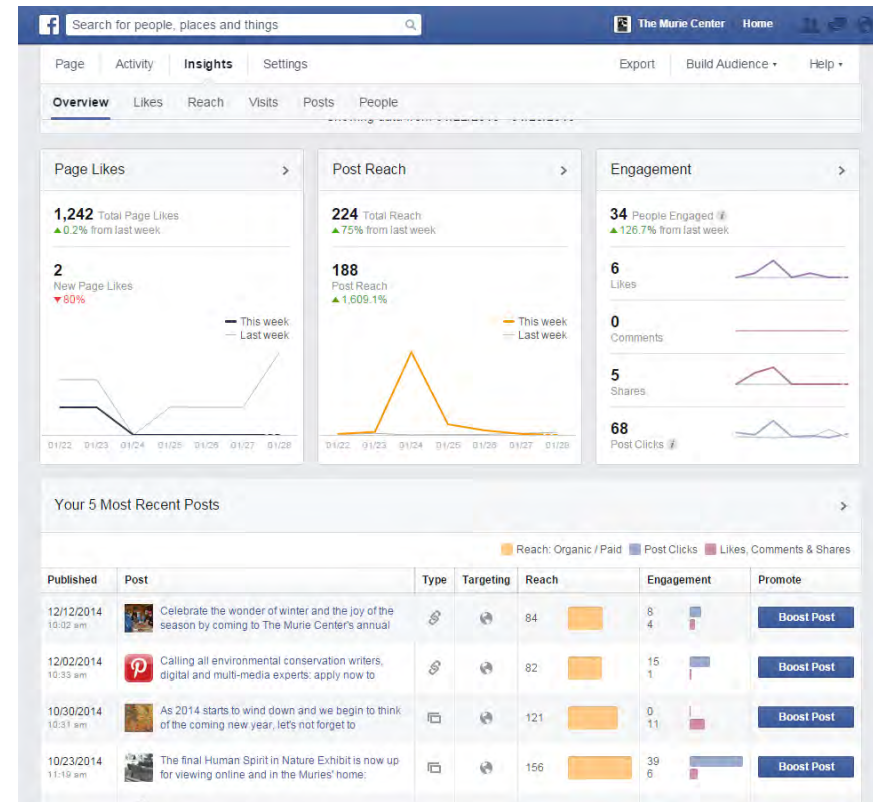 Search for people, places and things
The Murie Center Home
Page Activity Insights Settings Export Build Audience Help
Overview Likes Reach Visits Posts People
Page Likes
1,242 Total Page Likes
0.2% from last week
2
New Page Likes
80%
This week
Last week
01/22 01/23 01/24 01/25 01/26 01/27 01/28
Post Reach
224 Total Reach
75% from last week
188
Post Reach
1,609.1%
This week
Last week
01/22 01/23 01/24 01/25 01/26 01/27 01/28
Engagement
34 People Engaged
126.7% from last week
6
Likes
0
Comments
5
Shares
68
Post Clicks
Your 5 Most Recent Posts
Reach: Organic / Paid Post Clicks Likes, Comments & Shares
Published Post Type Targeting Reach Engagement Promote
12/12/2014
10:02 am
Celebrate the wonder of winter and the joy of the
season by coming to The Murie Center's annual
84
8
4
Boost Post
12/02/2014
10:33 am
Calling all environmental conservation writers,
digital and multi-media experts: apply now to
82
15
1
Boost Post
10/30/2014
10:31 am
As 2014 starts to wind down and we begin to think
of the coming new year, let's not forget to
121
0
11
Boost Post
10/23/2014
11:19 am
The final Human Spirit in Nature Exhibit is now up
for viewing online and in the Muries' home:
156
39
6
Boost Post